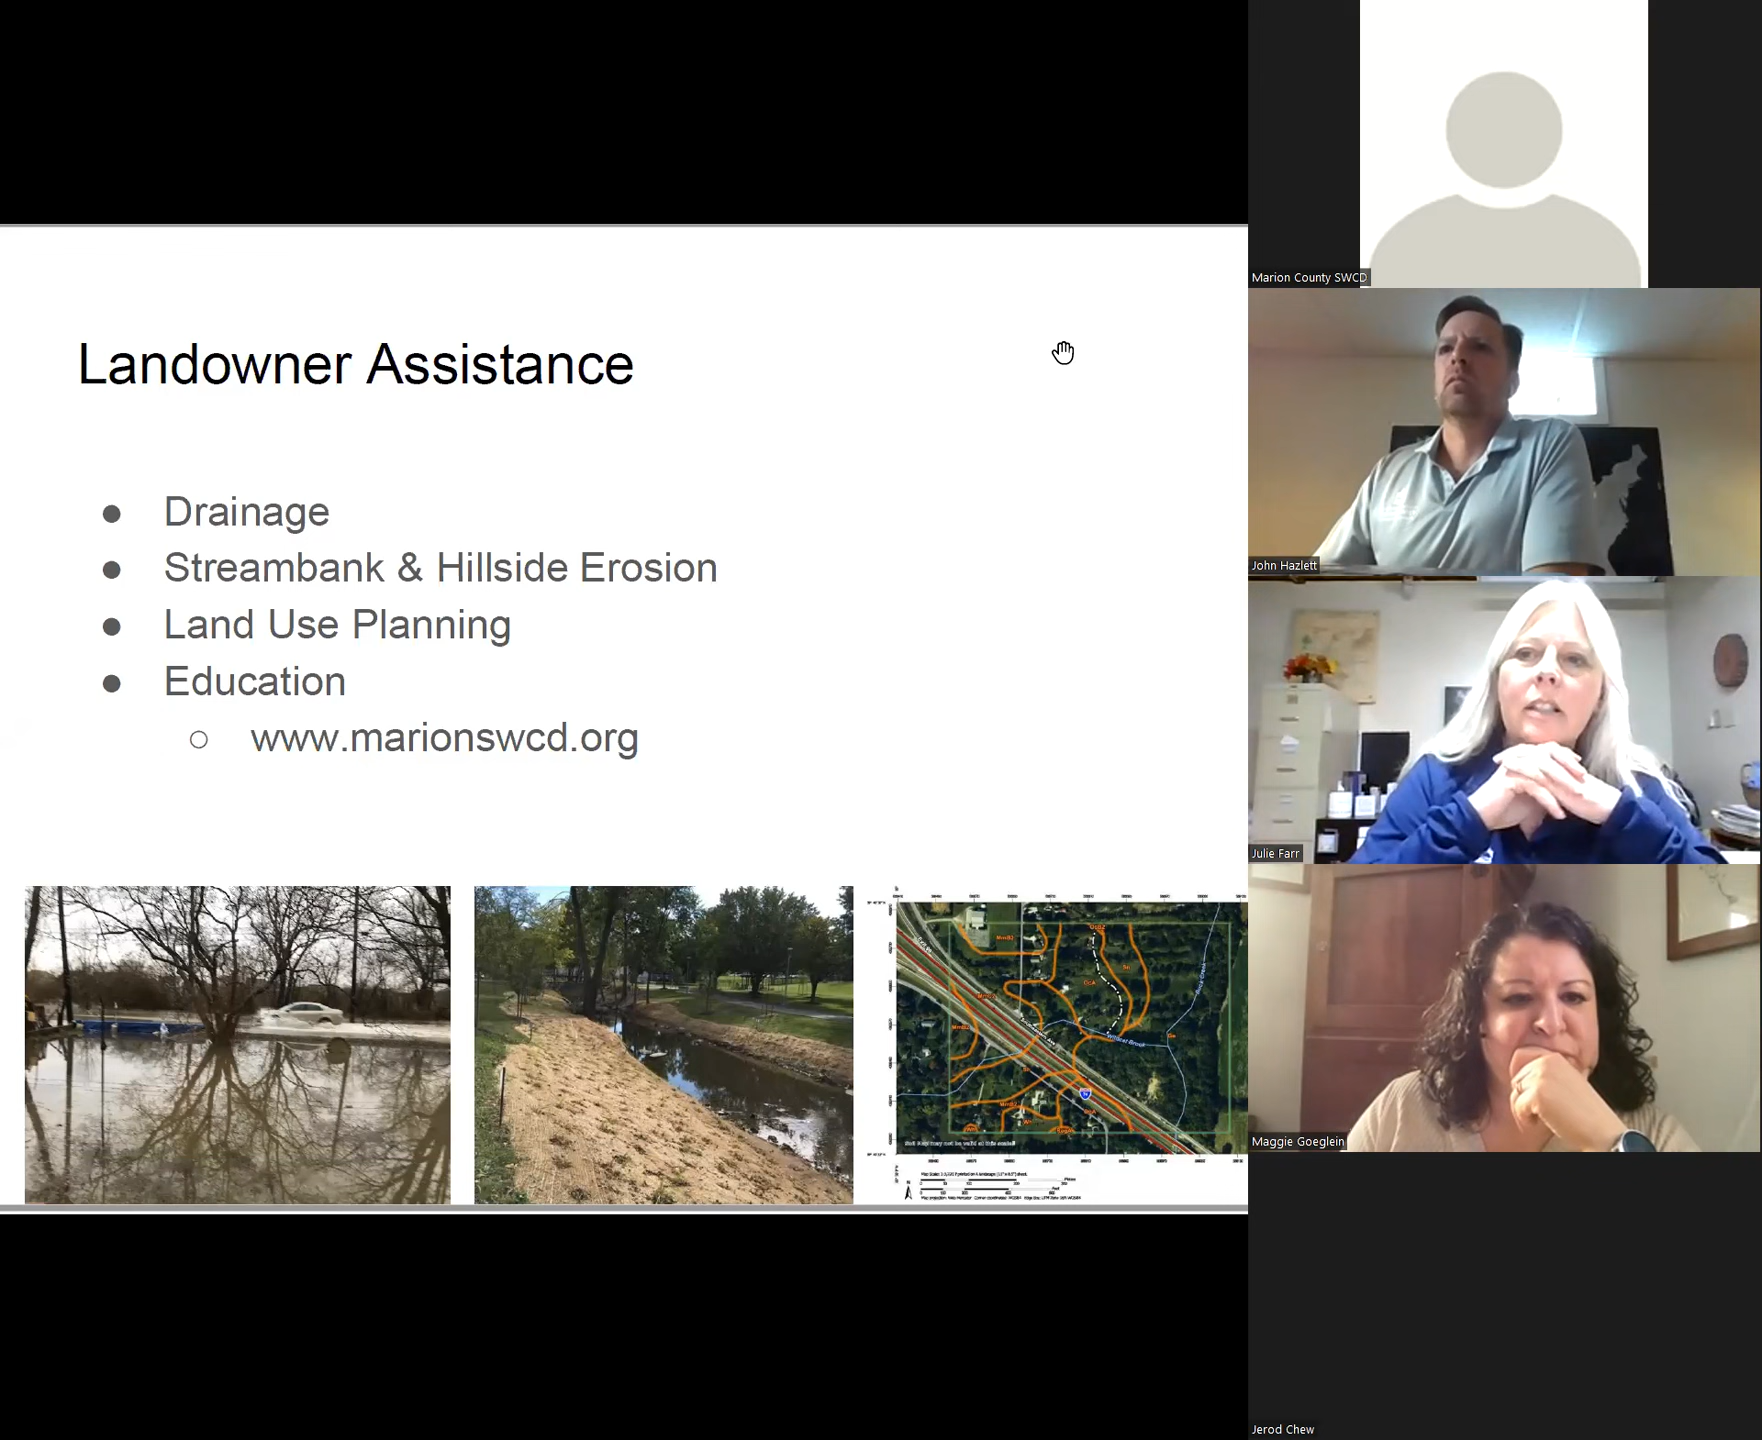 Landowner Assistance
Drainage
Streambank & Hillside Erosion
Land Use Planning
Education
www.marionswcd.org
Marion County SWCD
John Hazlett
Julie Farr
Maggie Goeglein
Jerod Chew